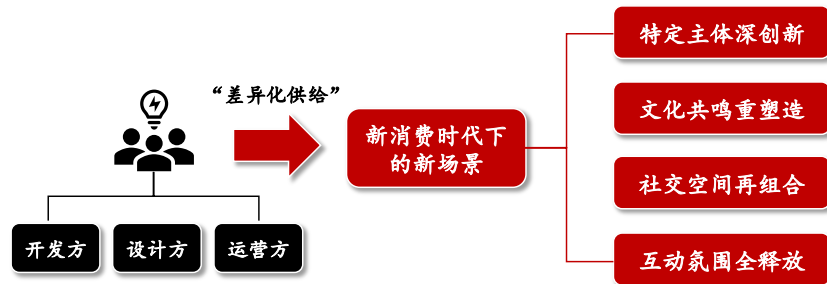 “差异化供给”
开发方
设计方
运营方
新消费时代下
的新场景
特定主体深创新
文化共鸣重塑造
社交空间再组合
互动氛围全释放